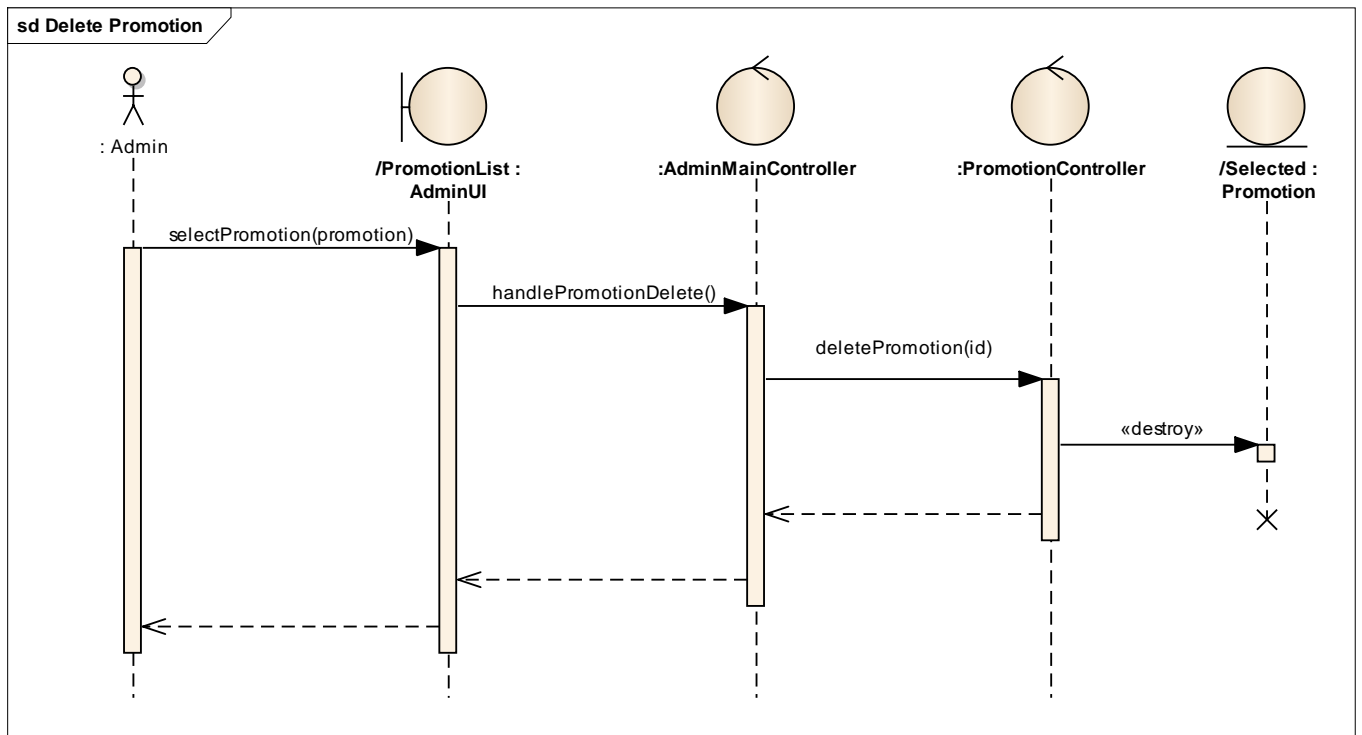 sd Delete Promotion
: Admin
/PromotionList :
AdminUI
:AdminMainController
:PromotionController
/Selected :
Promotion
selectPromotion(promotion)
handlePromotionDelete()
deletePromotion(id)
«destroy»